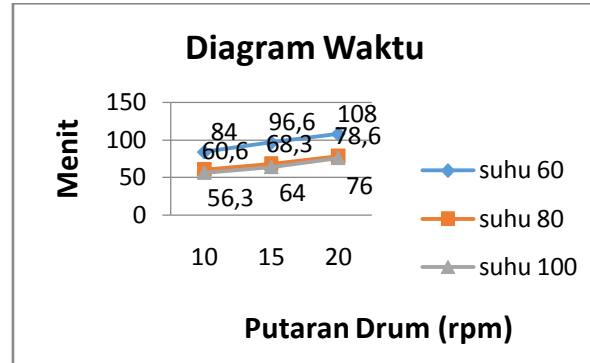 Diagram Waktu
150
100
50
0
Menit
84
96,6
108
60,6
68,3
78,6
56,3
64
76
10
15
20
Putaran Drum (rpm)
suhu 60
suhu 80
suhu 100